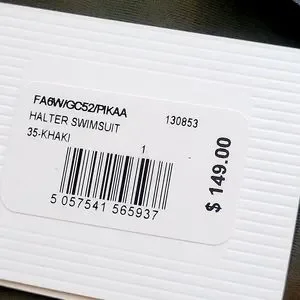 FA6W/GC52/PIKAA 130853
HALTER SWIMSUIT
35-KHAKI 1
5 057541 565937
$ 149.00